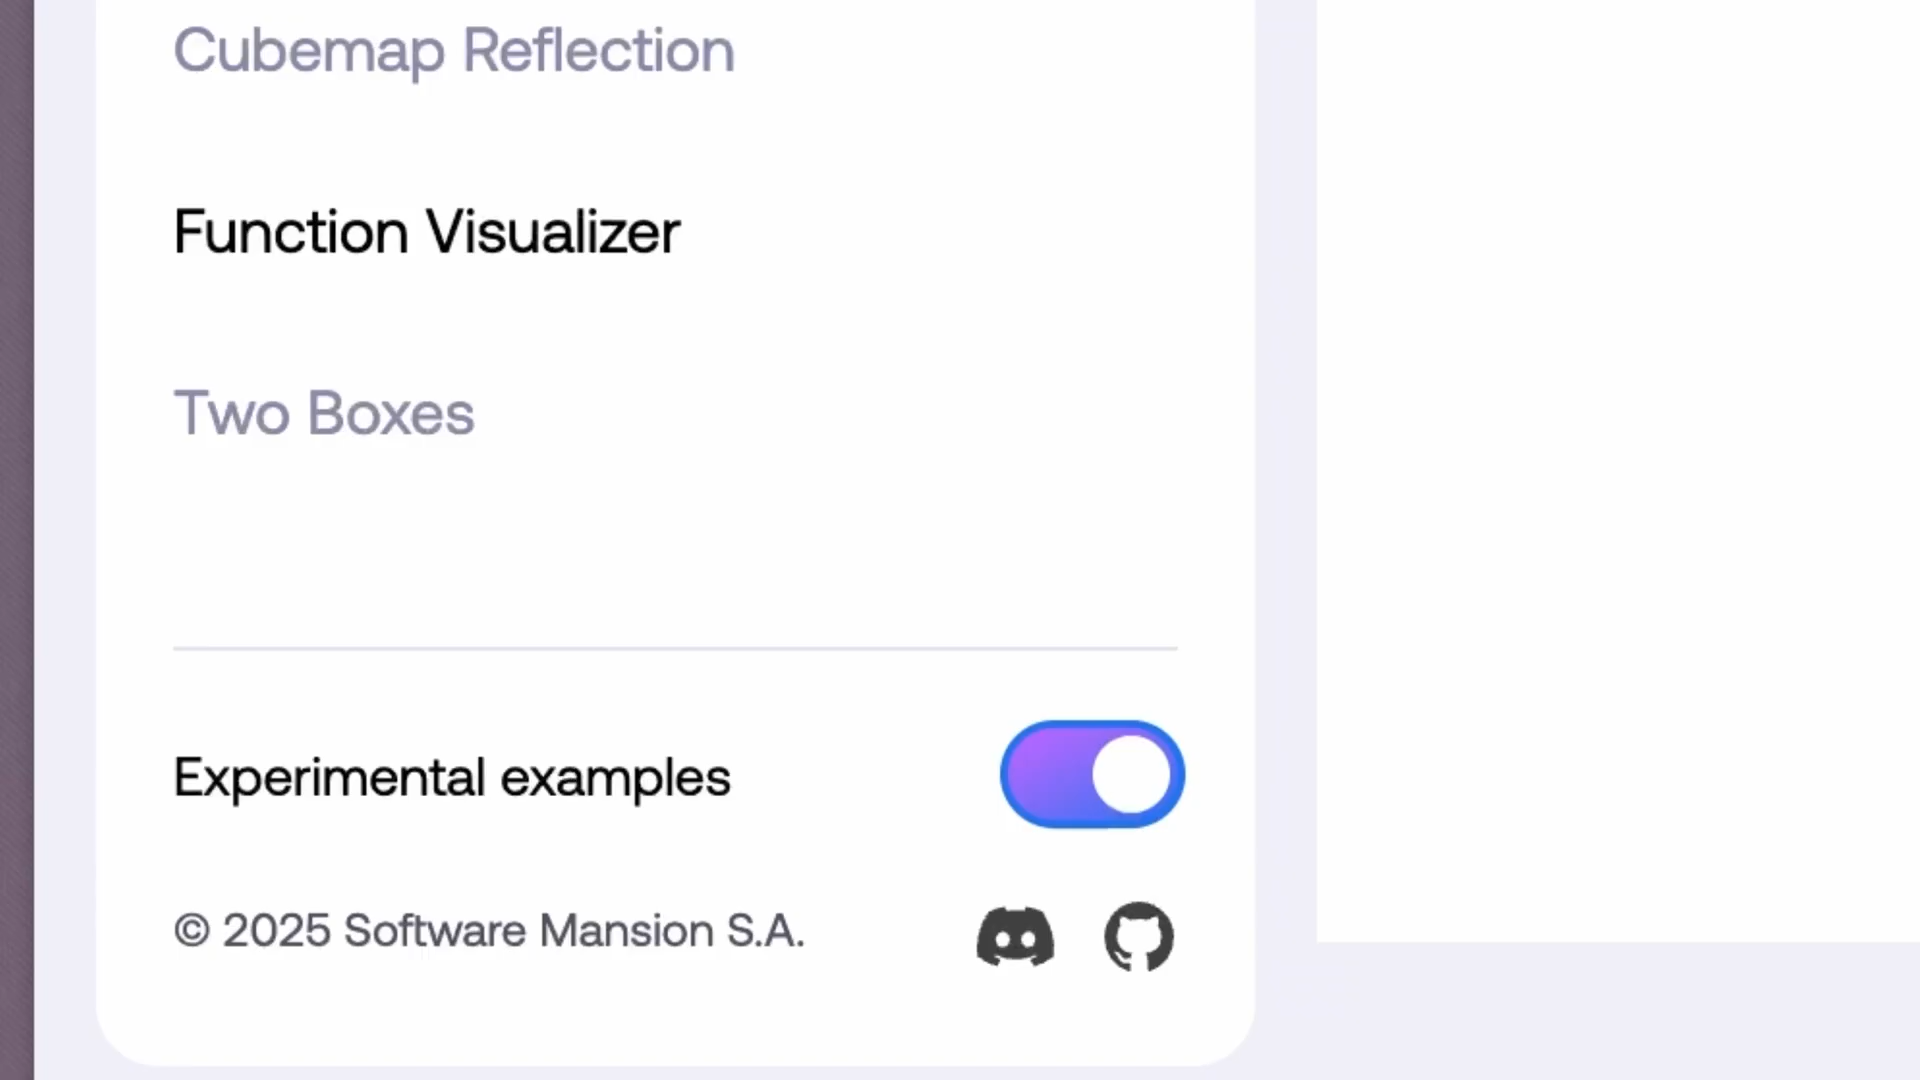 Cubemap Reflection
Function Visualizer
Two Boxes
Experimental examples
© 2025 Software Mansion S.A.